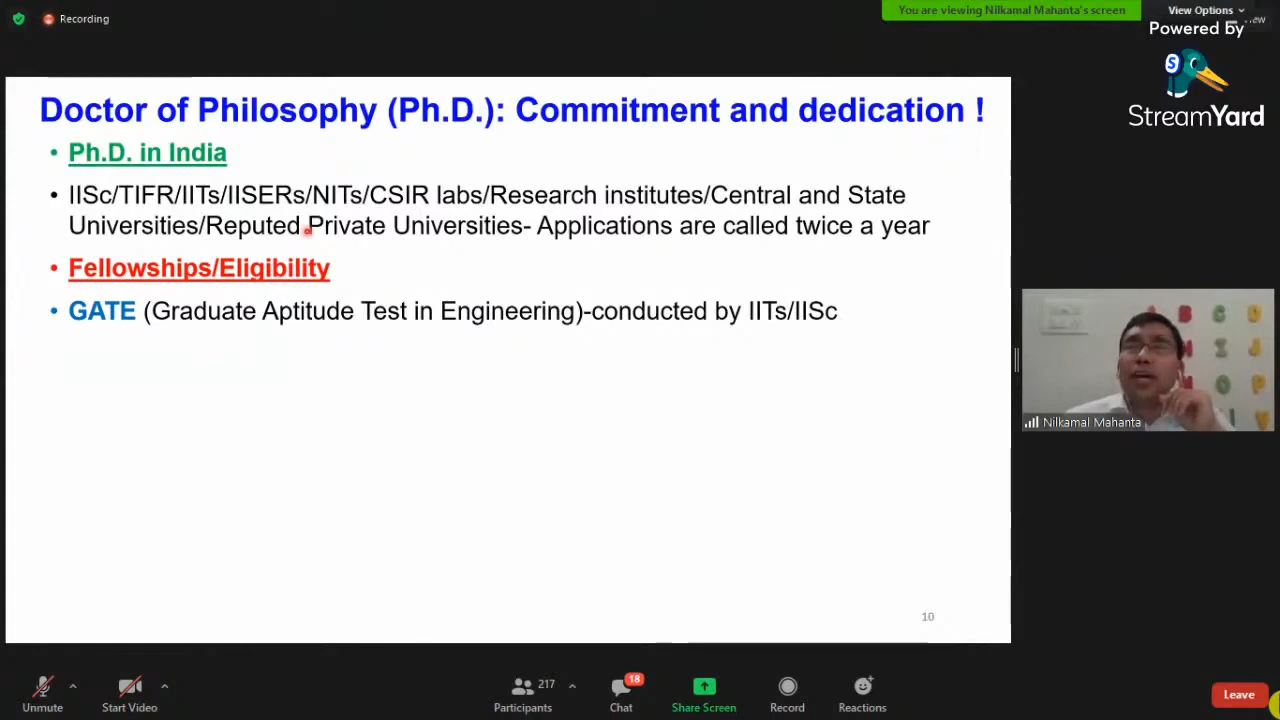 Recording
You are viewing Nilkamal Mahanta's screen
View Options
View
Powered by
S
StreamYard
Doctor of Philosophy (Ph.D.): Commitment and dedication !
• Ph.D. in India
• IISc/TIFR/IITs/IISERs/NITs/CSIR labs/Research institutes/Central and State
Universities/Reputed Private Universities- Applications are called twice a year
• Fellowships/Eligibility
• GATE (Graduate Aptitude Test in Engineering)-conducted by IITs/IISc
10
Nilkamal Mahanta
Unmute
Start Video
217
Participants
18
Chat
Share Screen
Record
Reactions
Leave